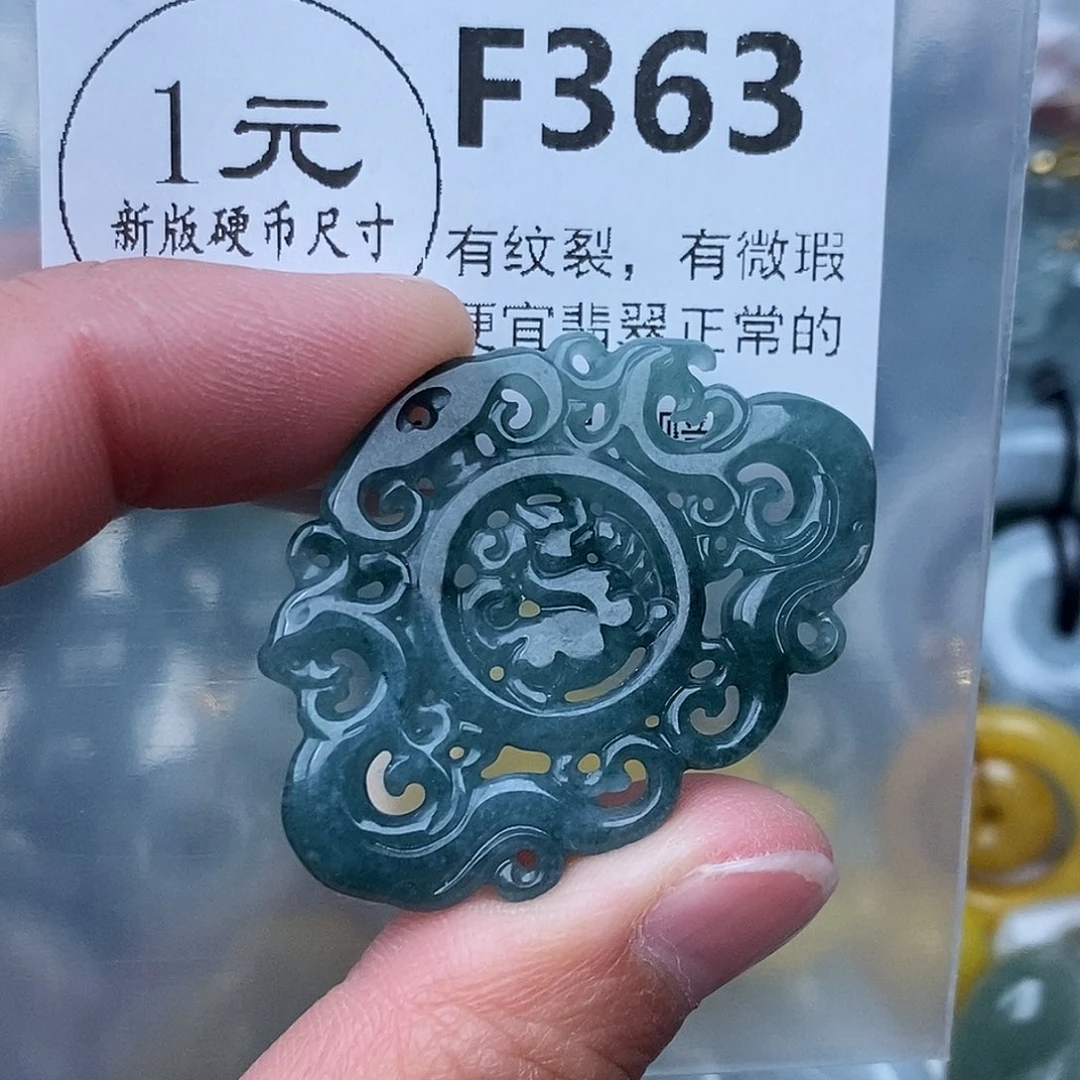 1元
新版硬币尺寸
F363
有纹裂，有微瑕
便宜翡翠正常的